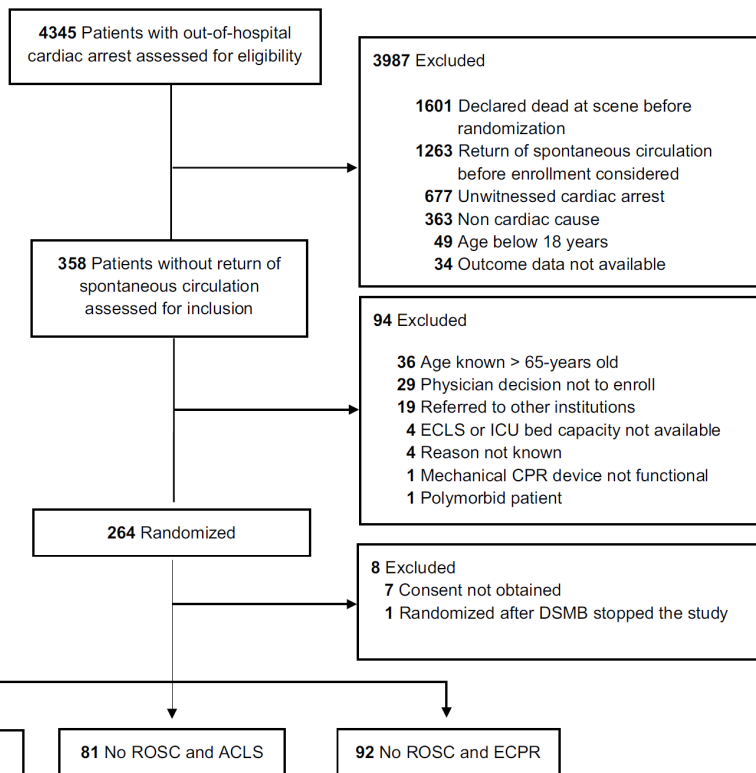 4345 Patients with out-of-hospital
cardiac arrest assessed for eligibility
3987 Excluded
1601 Declared dead at scene before
randomization
1263 Return of spontaneous circulation
before enrollment considered
677 Unwitnessed cardiac arrest
363 Non cardiac cause
49 Age below 18 years
34 Outcome data not available
358 Patients without return of
spontaneous circulation
assessed for inclusion
94 Excluded
36 Age known > 65-years old
29 Physician decision not to enroll
19 Referred to other institutions
4 ECLS or ICU bed capacity not available
4 Reason not known
1 Mechanical CPR device not functional
1 Polymorbid patient
264 Randomized
8 Excluded
7 Consent not obtained
1 Randomized after DSMB stopped the study
81 No ROSC and ACLS
92 No ROSC and ECPR